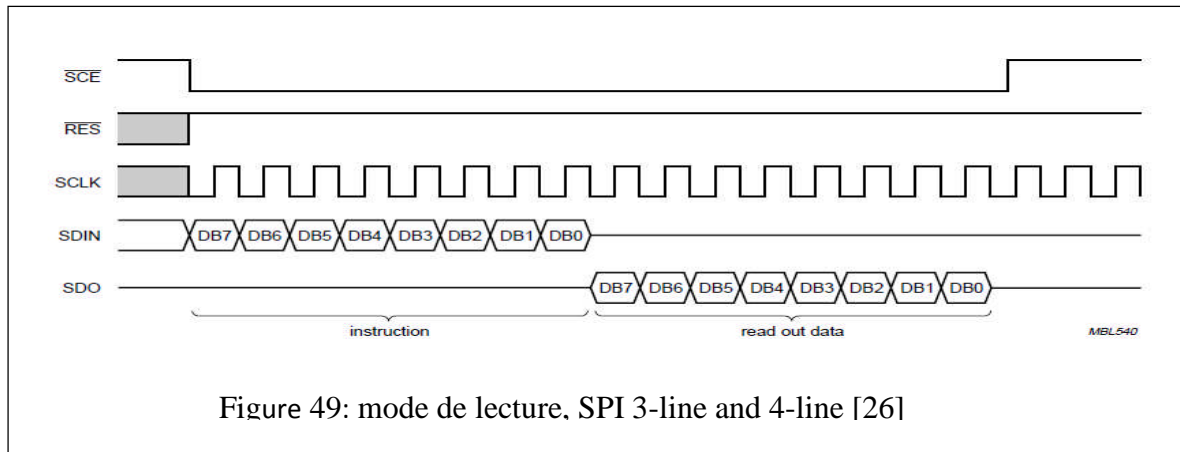 SCE
RES
SCLK
SDIN DB7 DB6 DB5 DB4 DB3 DB2 DB1 DB0
SDO DB7 DB6 DB5 DB4 DB3 DB2 DB1 DB0
instruction read out data MBL540
Figure 49: mode de lecture, SPI 3-line and 4-line [26]